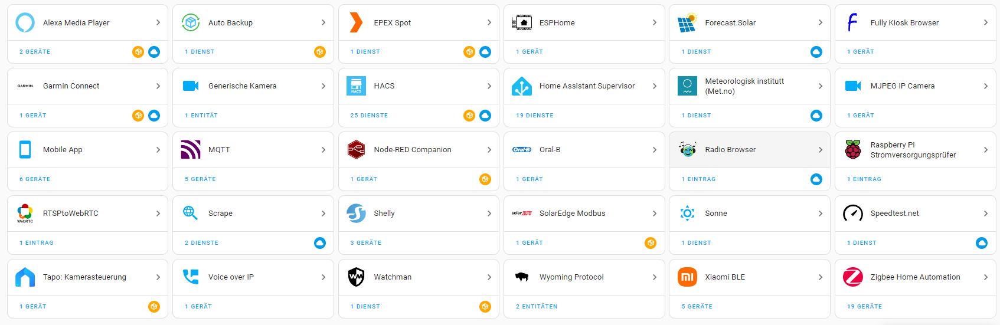 Alexa Media Player
2 GERÄTE
Auto Backup
1 DIENST
EPEX Spot
1 DIENST
ESPHome
1 GERÄT
Forecast.Solar
1 DIENST
Fully Kiosk Browser
1 GERÄT
GARMIN.
Garmin Connect
1 GERÄT
Generische Kamera
1 ENTITÄT
HACS
HACS
25 DIENSTE
Home Assistant Supervisor
19 DIENSTE
Meteorologisk institutt
(Met.no)
1 DIENST
MJPEG IP Camera
1 GERÄT
Mobile App
6 GERÄTE
MQTT
5 GERÄTE
Node-RED Companion
1 GERÄT
Oral-B
Oral-B
1 GERÄT
Radio Browser
1 EINTRAG
Raspberry Pi
Stromversorgungsprüfer
1 EINTRAG
WebRTC
RTSPtoWebRTC
1 EINTRAG
Scrape
2 DIENSTE
Shelly
3 GERÄTE
solaredge
SolarEdge Modbus
1 GERÄT
Sonne
1 DIENST
Speedtest.net
1 DIENST
Tapo: Kamerasteuerung
1 GERÄT
Voice over IP
1 GERÄT
WM
Watchman
1 DIENST
Wyoming Protocol
2 ENTITÄTEN
mi
Xiaomi BLE
5 GERÄTE
Zigbee Home Automation
19 GERÄTE